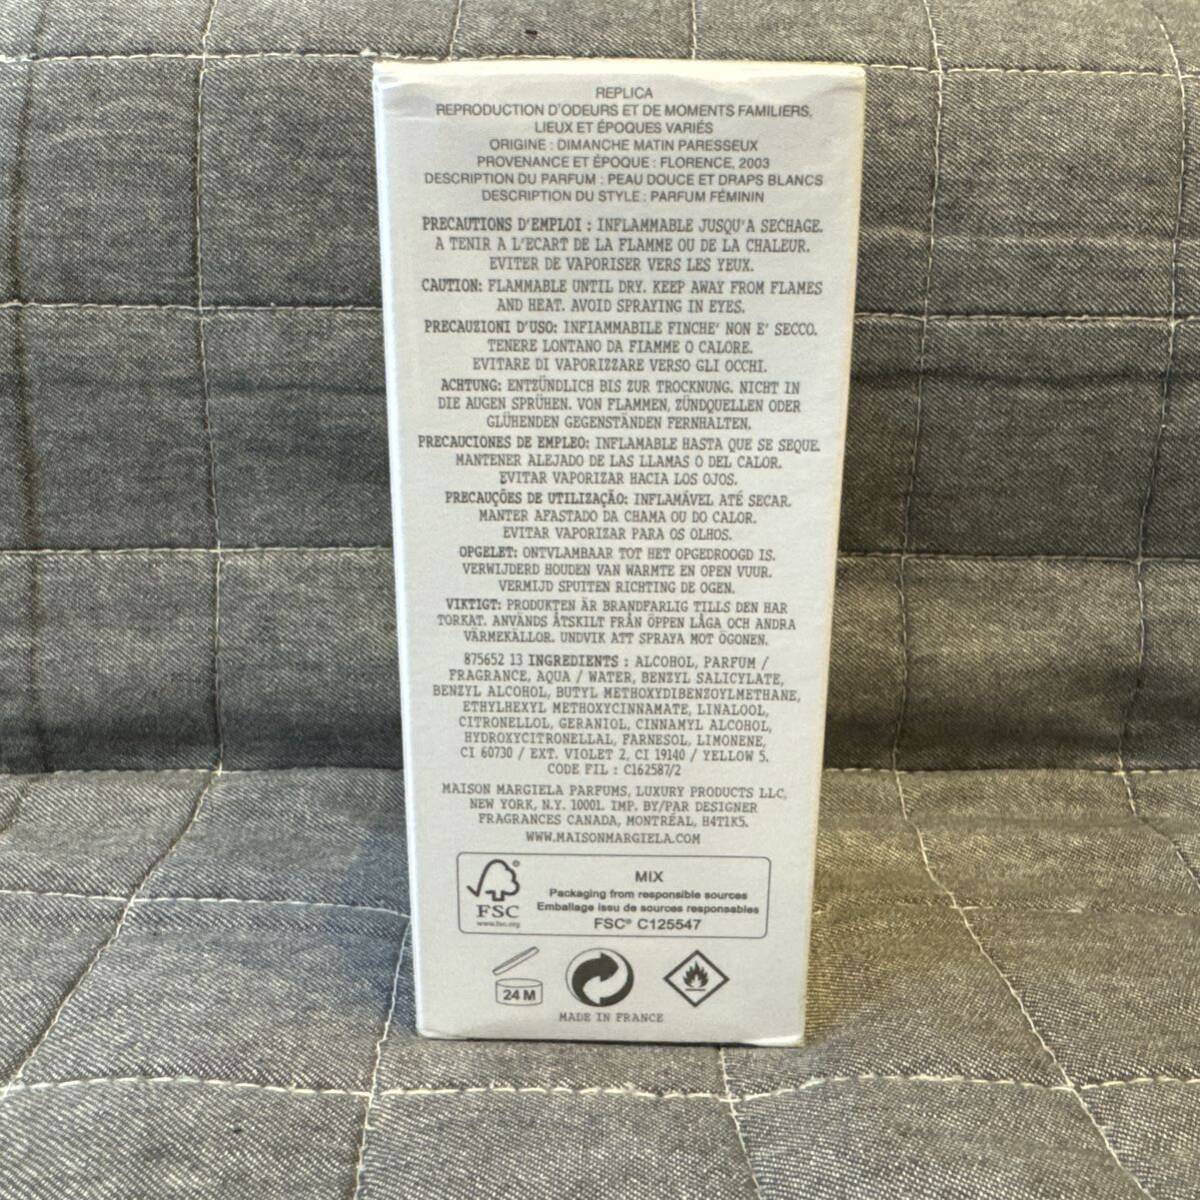 REPLICA
REPRODUCTION D'ODEURS ET DE MOMENTS FAMILIERS,
LIEUX ET ÉPOQUES VARIÉS
ORIGINE : DIMANCHE MATIN PARESSEUX
PROVENANCE ET ÉPOQUE : FLORENCE, 2003
DESCRIPTION DU PARFUM : PEAU DOUCE ET DRAPS BLANCS
DESCRIPTION DU STYLE : PARFUM FÉMININ
PRECAUTIONS D'EMPLOI : INFLAMMABLE JUSQU'A SECHAGE.
A TENIR A L'ECART DE LA FLAMME OU DE LA CHALEUR.
EVITER DE VAPORISER VERS LES YEUX.
CAUTION: FLAMMABLE UNTIL DRY. KEEP AWAY FROM FLAMES
AND HEAT. AVOID SPRAYING IN EYES.
PRECAUZIONI D'USO: INFIAMMABILE FINCHE' NON E' SECCO.
TENERE LONTANO DA FIAMME O CALORE.
EVITARE DI VAPORIZZARE VERSO GLI OCCHI.
ACHTUNG: ENTZÜNDLICH BIS ZUR TROCKNUNG. NICHT IN
DIE AUGEN SPRÜHEN. VON FLAMMEN, ZÜNDQUELLEN ODER
GLÜHENDEN GEGENSTÄNDEN FERNHALTEN.
PRECAUCIONES DE EMPLEO: INFLAMABLE HASTA QUE SE SEQUE.
MANTENER ALEJADO DE LAS LLAMAS O DEL CALOR.
EVITAR VAPORIZAR HACIA LOS OJOS.
PRECAUÇÕES DE UTILIZAÇÃO: INFLAMÁVEL ATÉ SECAR.
MANTER AFASTADO DA CHAMA OU DO CALOR.
EVITAR VAPORIZAR PARA OS OLHOS.
OPGELET: ONTVLAMBAAR TOT HET OPGEDROOGD IS.
VERWIJDERD HOUDEN VAN WARMTE EN OPEN VUUR.
VERMIJD SPUITEN RICHTING DE OGEN.
VIKTIGT: PRODUKTEN ÄR BRANDFARLIG TILLS DEN HAR
TORKAT. ANVÄNDS ÅTSKILT FRÅN ÖPPEN LÅGA OCH ANDRA
VÄRMEKÄLLOR. UNDVIK ATT SPRAYA MOT ÖGONEN.
875652 13 INGREDIENTS : ALCOHOL, PARFUM /
FRAGRANCE, AQUA / WATER, BENZYL SALICYLATE,
BENZYL ALCOHOL, BUTYL METHOXYDIBENZOYLMETHANE,
ETHYLHEXYL METHOXYCINNAMATE, LINALOOL,
CITRONELLOL, GERANIOL, CINNAMYL ALCOHOL,
HYDROXYCITRONELLAL, FARNESOL, LIMONENE,
CI 60730 / EXT. VIOLET 2, CI 19140 / YELLOW 5.
CODE FIL : C162587/2
MAISON MARGIELA PARFUMS, LUXURY PRODUCTS LLC,
NEW YORK, N.Y. 10001. IMP. BY/PAR DESIGNER
FRAGRANCES CANADA, MONTRÉAL, H4T1K5.
WWW.MAISONMARGIELA.COM
MIX
Packaging from responsible sources
Emballage issu de sources responsables
FSC® C125547
®
FSC
www.fsc.org
24 M
MADE IN FRANCE